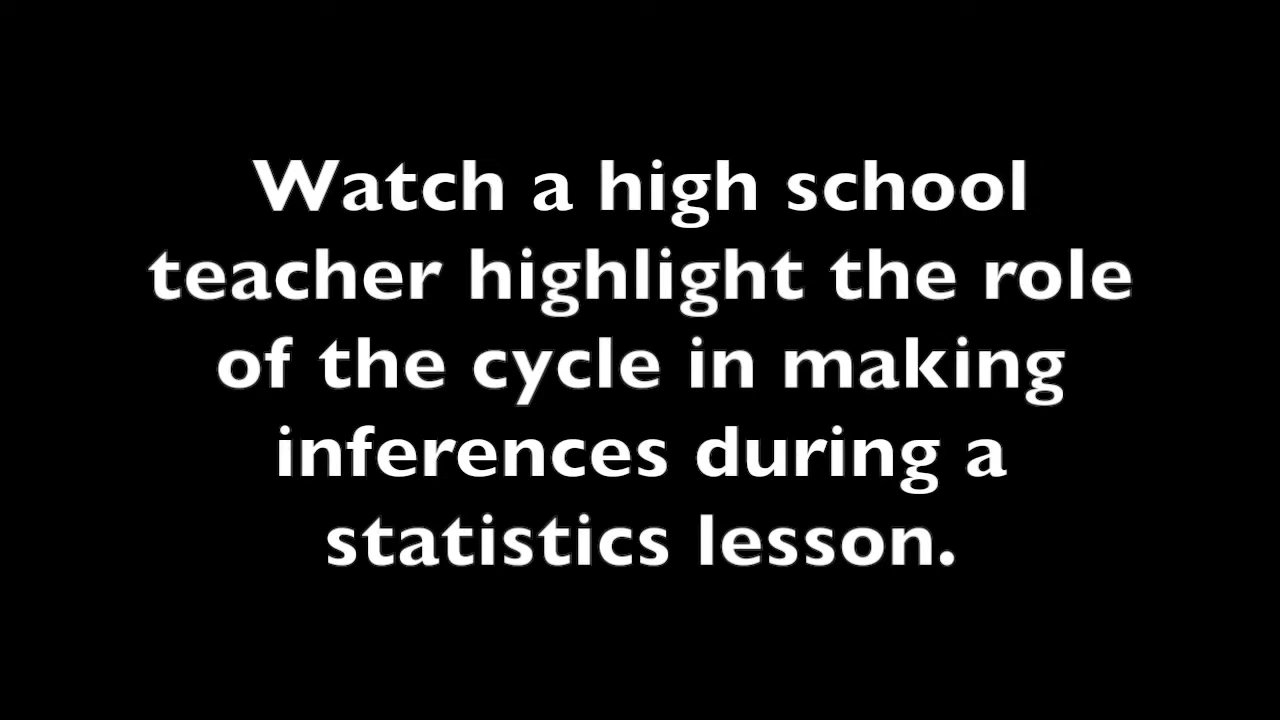 Watch a high school
teacher highlight the role
of the cycle in making
inferences during a
statistics lesson.